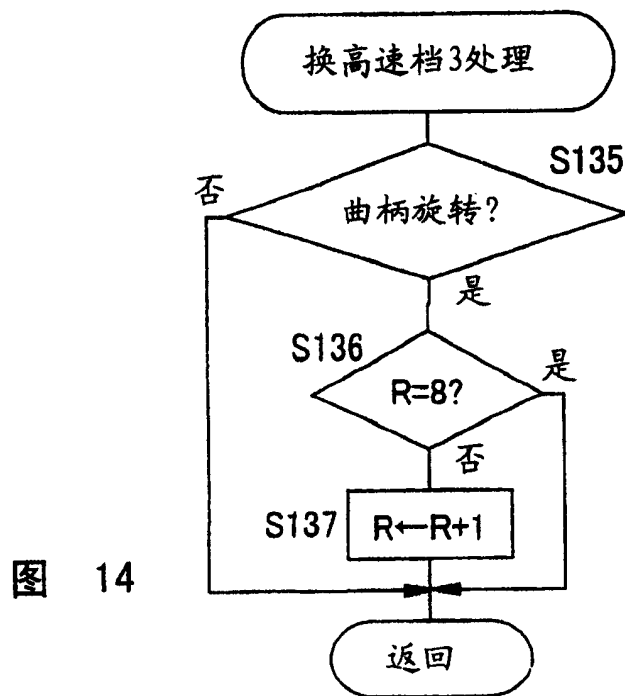 换高速档3处理
S135
否
曲柄旋转?
是
S136
是
R=8?
否
S137
R←R+1
图 14
返回